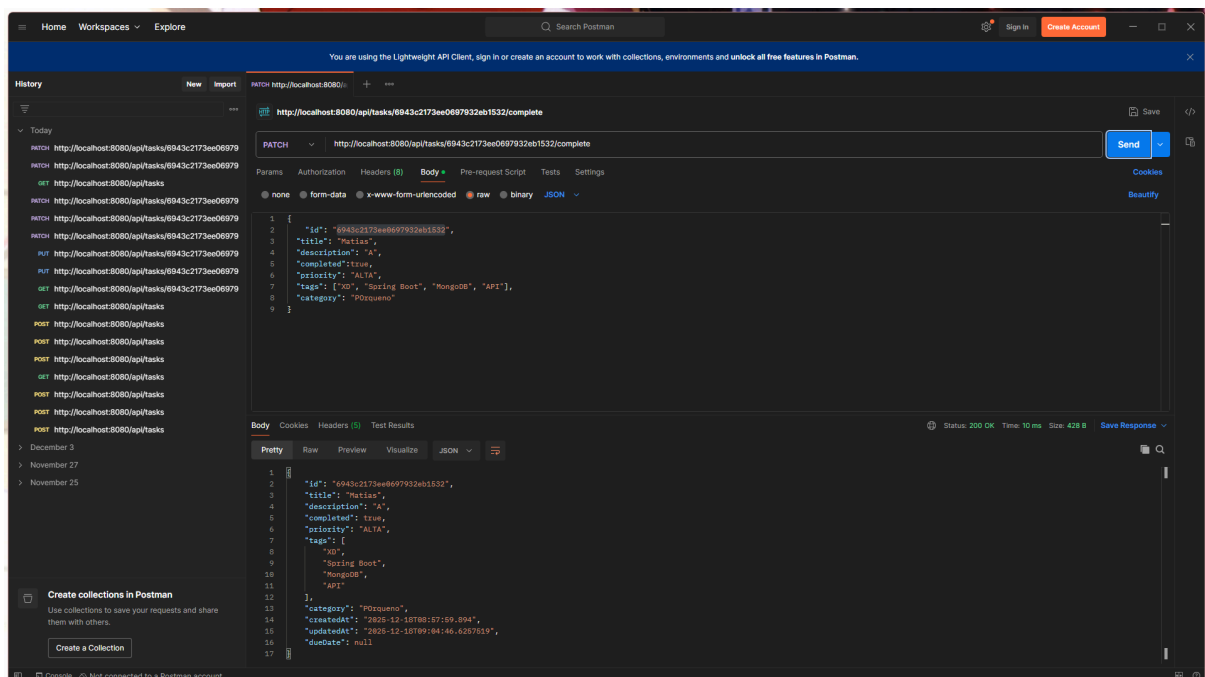 Home Workspaces Explore Search Postman Sign In Create Account
You are using the Lightweight API Client, sign in or create an account to work with collections, environments and unlock all free features in Postman.
History New Import
PATCH http://localhost:8080/a
http://localhost:8080/api/tasks/6943c2173ee0697932eb1532/complete Save
Today
PATCH http://localhost:8080/api/tasks/6943c2173ee06979
PATCH http://localhost:8080/api/tasks/6943c2173ee06979
GET http://localhost:8080/api/tasks
PATCH http://localhost:8080/api/tasks/6943c2173ee06979
PATCH http://localhost:8080/api/tasks/6943c2173ee06979
PATCH http://localhost:8080/api/tasks/6943c2173ee06979
PUT http://localhost:8080/api/tasks/6943c2173ee06979
PUT http://localhost:8080/api/tasks/6943c2173ee06979
GET http://localhost:8080/api/tasks/6943c2173ee06979
GET http://localhost:8080/api/tasks
POST http://localhost:8080/api/tasks
POST http://localhost:8080/api/tasks
POST http://localhost:8080/api/tasks
GET http://localhost:8080/api/tasks
POST http://localhost:8080/api/tasks
POST http://localhost:8080/api/tasks
POST http://localhost:8080/api/tasks
December 3
November 27
November 25
Create collections in Postman
Use collections to save your requests and share
them with others.
Create a Collection
PATCH http://localhost:8080/api/tasks/6943c2173ee0697932eb1532/complete Send
Params Authorization Headers (8) Body Pre-request Script Tests Settings Cookies
none form-data x-www-form-urlencoded raw binary JSON Beautify
1 {
2 "id": "6943c2173ee0697932eb1532",
3 "title": "Matias",
4 "description": "A",
5 "completed":true,
6 "priority": "ALTA",
7 "tags": ["XD", "Spring Boot", "MongoDB", "API"],
8 "category": "POrqueno"
9 }
Body Cookies Headers (5) Test Results Status: 200 OK Time: 10 ms Size: 428 B Save Response
Pretty Raw Preview Visualize JSON
1 {
2 "id": "6943c2173ee0697932eb1532",
3 "title": "Matias",
4 "description": "A",
5 "completed": true,
6 "priority": "ALTA",
7 "tags": [
8 "XD",
9 "Spring Boot",
10 "MongoDB",
11 "API"
12 ],
13 "category": "POrqueno",
14 "createdAt": "2025-12-18T08:57:59.894",
15 "updatedAt": "2025-12-18T09:04:46.6257519",
16 "dueDate": null
17 }
Console Not connected to a Postman account